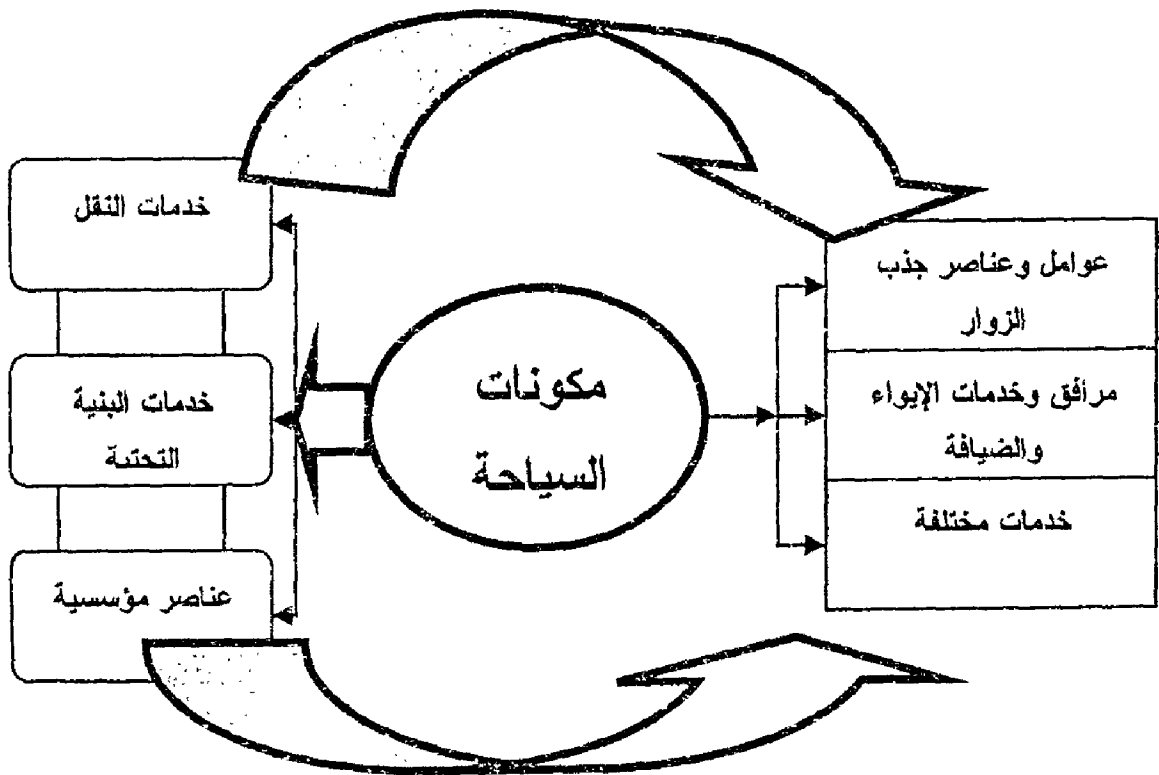 مكونات
السياحة
عوامل وعناصر جذب
الزوار
مرافق وخدمات الإيواء
والضيافة
خدمات مختلفة
خدمات النقل
خدمات البنية
التحتية
عناصر مؤسسية